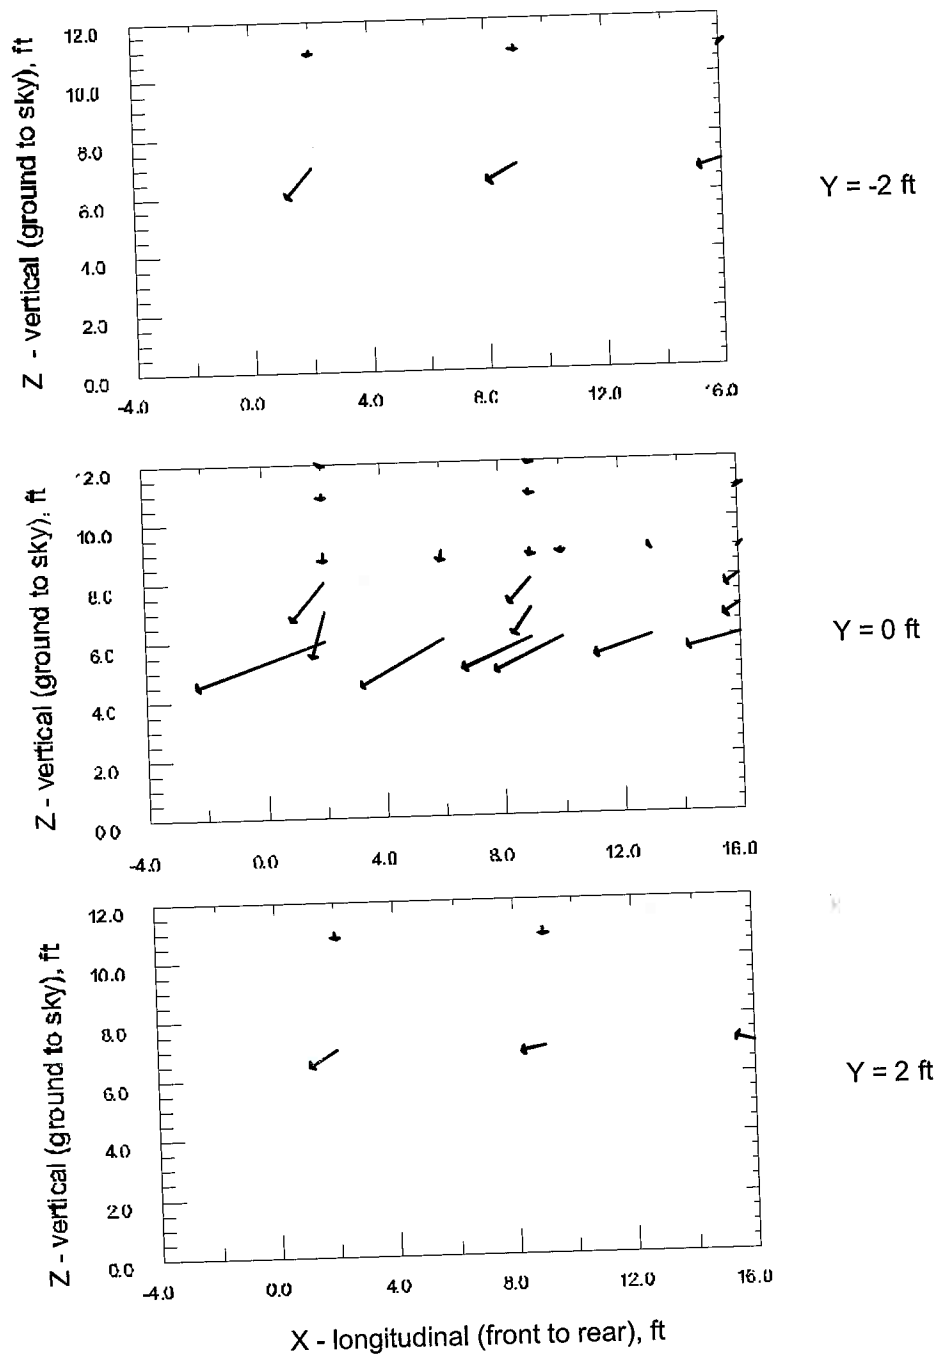 Z - vertical (ground to sky), ft
12.0
10.0
8.0
6.0
4.0
2.0
0.0
-4.0 0.0 4.0 8.0 12.0 16.0
Y = -2 ft
Z - vertical (ground to sky), ft
2.0
10.0
8.0
6.0
4.0
2.0
0.0
-4.0 0.0 4.0 8.0 12.0 16.0
Y = 0 ft
Z - vertical (ground to sky), ft
12.0
10.0
8.0
6.0
4.0
2.0
0.0
-4.0 0.0 4.0 8.0 12.0 16.0
Y = 2 ft
X - longitudinal (front to rear), ft